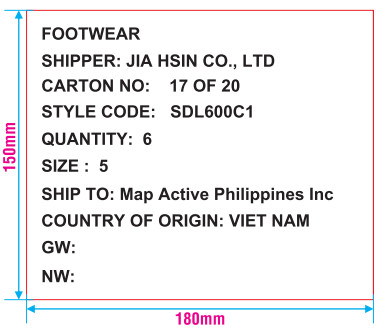 FOOTWEAR
SHIPPER: JIA HSIN CO., LTD
CARTON NO: 17 OF 20
STYLE CODE: SDL600C1
QUANTITY: 6
SIZE : 5
SHIP TO: Map Active Philippines Inc
COUNTRY OF ORIGIN: VIET NAM
GW:
NW:
150mm
180mm